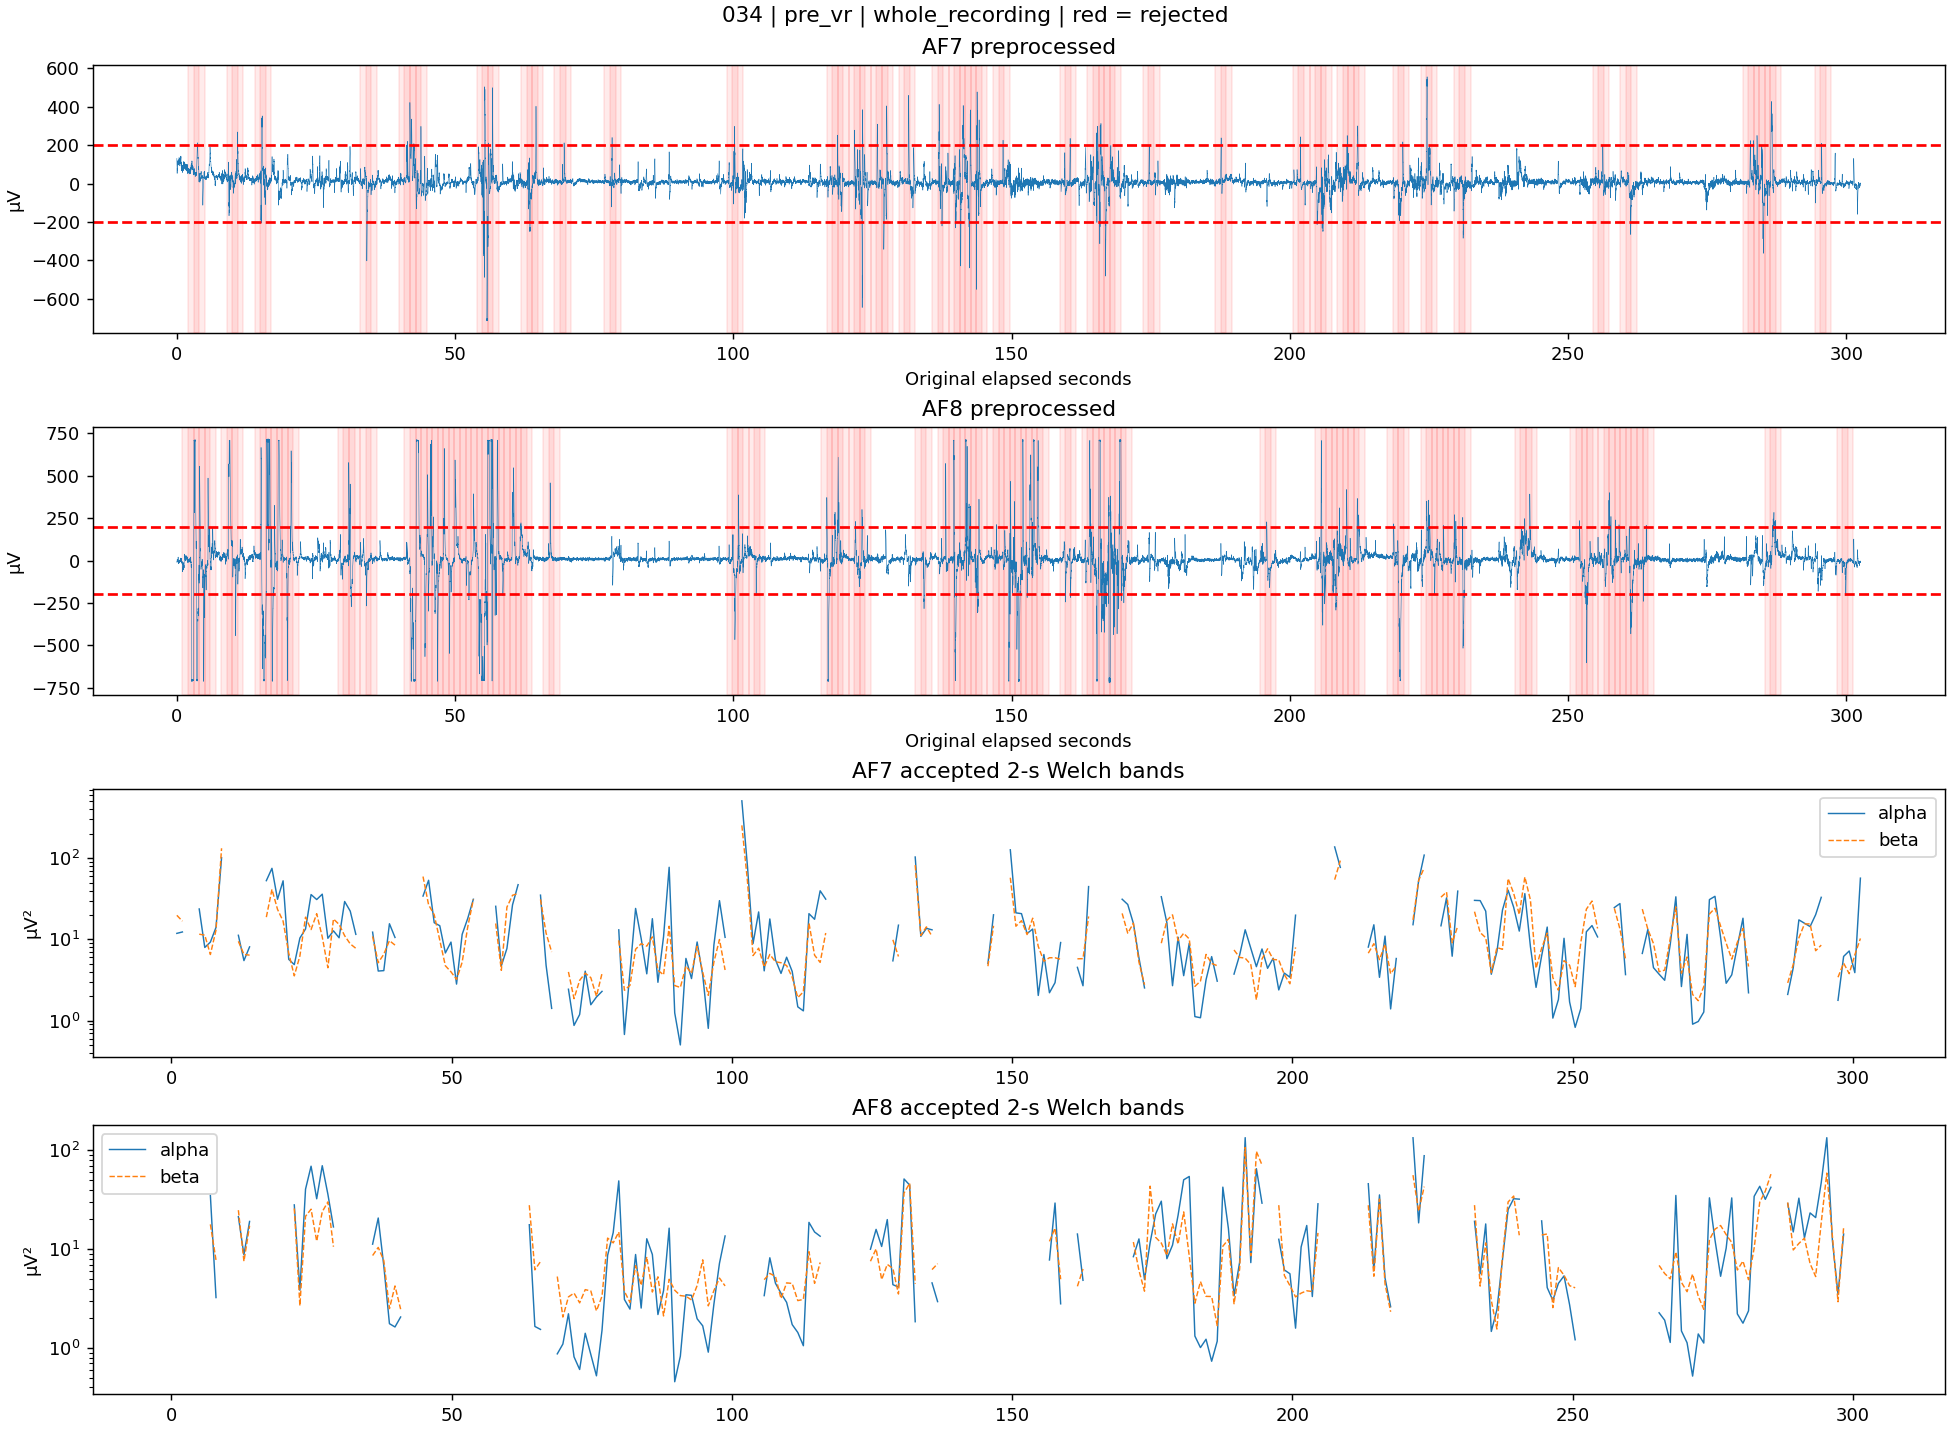 034 | pre_vr | whole_recording | red = rejected
AF7 preprocessed
600
400
200
0
−200
−400
−600
µV
0 50 100 150 200 250 300
Original elapsed seconds
AF8 preprocessed
750
500
250
0
−250
−500
−750
µV
0 50 100 150 200 250 300
Original elapsed seconds
AF7 accepted 2-s Welch bands
10²
10¹
10⁰
µV²
alpha
beta
0 50 100 150 200 250 300
AF8 accepted 2-s Welch bands
10²
10¹
10⁰
µV²
alpha
beta
0 50 100 150 200 250 300